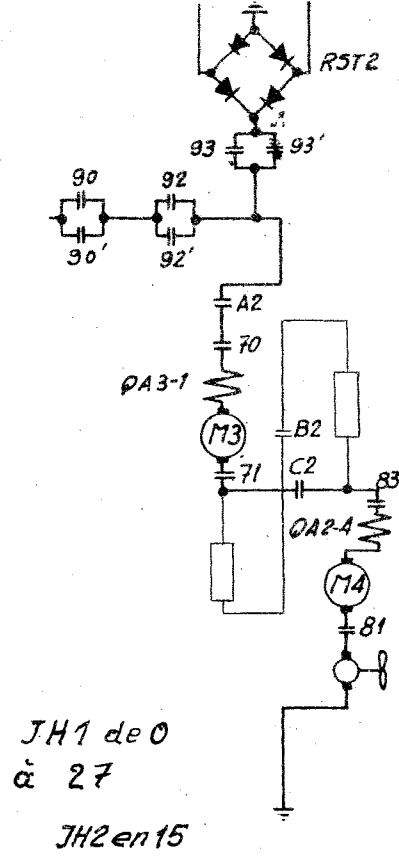 RST2
93 93'
90 92
90' 92'
A2
70
QA3-1
M3 B2
71 C2 83
QA2-4
M4
81
JH1 de 0
à 27
JH2 en 15